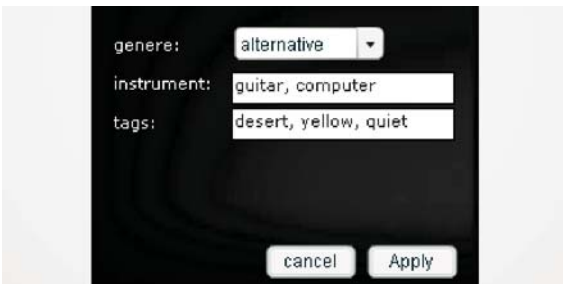 genere: alternative
instrument: guitar, computer
tags: desert, yellow, quiet
cancel Apply